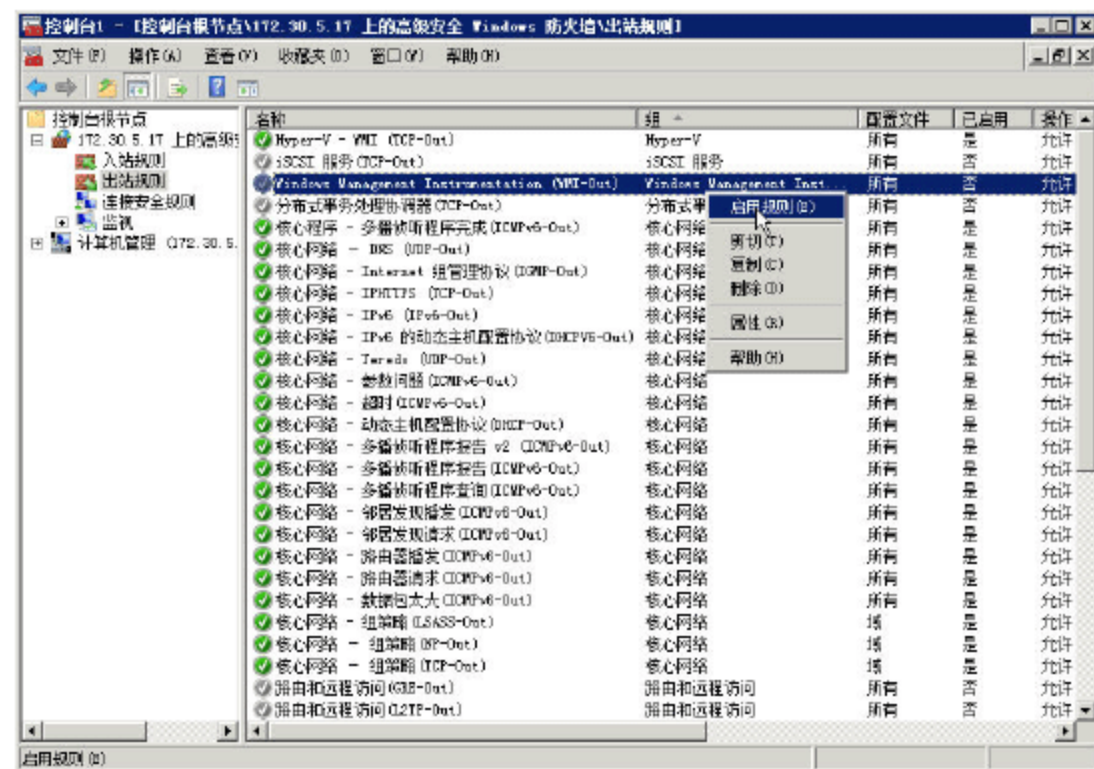 控制台1 - [控制台根节点\172.30.5.17 上的高级安全 Windows 防火墙\出站规则]
文件(F) 操作(A) 查看(V) 收藏夹(O) 窗口(W) 帮助(H)
控制台根节点
172.30.5.17 上的高级
入站规则
出站规则
连接安全规则
监视
计算机管理 (172.30.5.
名称 组 配置文件 已启用 操作
Hyper-V - WMI (TCP-Out) Hyper-V 所有 是 允许
iSCSI 服务(TCP-Out) iSCSI 服务 所有 否 允许
Windows Management Instrumentation (WMI-Out) Windows Management Inst... 所有 否 允许
分布式事务处理协调器(TCP-Out) 分布式事 所有 否 允许
核心程序 - 多播侦听程序完成(ICMPv6-Out) 核心网络 所有 是 允许
核心网络 - DNS (UDP-Out) 核心网络 所有 是 允许
核心网络 - Internet 组管理协议(IGMP-Out) 核心网络 所有 是 允许
核心网络 - IPHTTPS (TCP-Out) 核心网络 所有 是 允许
核心网络 - IPv6 (IPv6-Out) 核心网络 所有 是 允许
核心网络 - IPv6 的动态主机配置协议(DHCPV6-Out) 核心网络 所有 是 允许
核心网络 - Teredo (UDP-Out) 核心网络 所有 是 允许
核心网络 - 参数问题(ICMPv6-Out) 核心网络 所有 是 允许
核心网络 - 超时(ICMPv6-Out) 核心网络 所有 是 允许
核心网络 - 动态主机配置协议(DHCP-Out) 核心网络 所有 是 允许
核心网络 - 多播侦听程序报告 v2 (ICMPv6-Out) 核心网络 所有 是 允许
核心网络 - 多播侦听程序报告(ICMPv6-Out) 核心网络 所有 是 允许
核心网络 - 多播侦听程序查询(ICMPv6-Out) 核心网络 所有 是 允许
核心网络 - 邻居发现播发(ICMPv6-Out) 核心网络 所有 是 允许
核心网络 - 邻居发现请求(ICMPv6-Out) 核心网络 所有 是 允许
核心网络 - 路由器播发(ICMPv6-Out) 核心网络 所有 是 允许
核心网络 - 路由器请求(ICMPv6-Out) 核心网络 所有 是 允许
核心网络 - 数据包太大(ICMPv6-Out) 核心网络 所有 是 允许
核心网络 - 组策略(LSASS-Out) 核心网络 域 是 允许
核心网络 - 组策略(NP-Out) 核心网络 域 是 允许
核心网络 - 组策略(TCP-Out) 核心网络 域 是 允许
路由和远程访问(GRE-Out) 路由和远程访问 所有 否 允许
路由和远程访问(L2TP-Out) 路由和远程访问 所有 否 允许
启用规则(B)
剪切(T)
复制(C)
删除(D)
属性(R)
帮助(H)
启用规则(B)